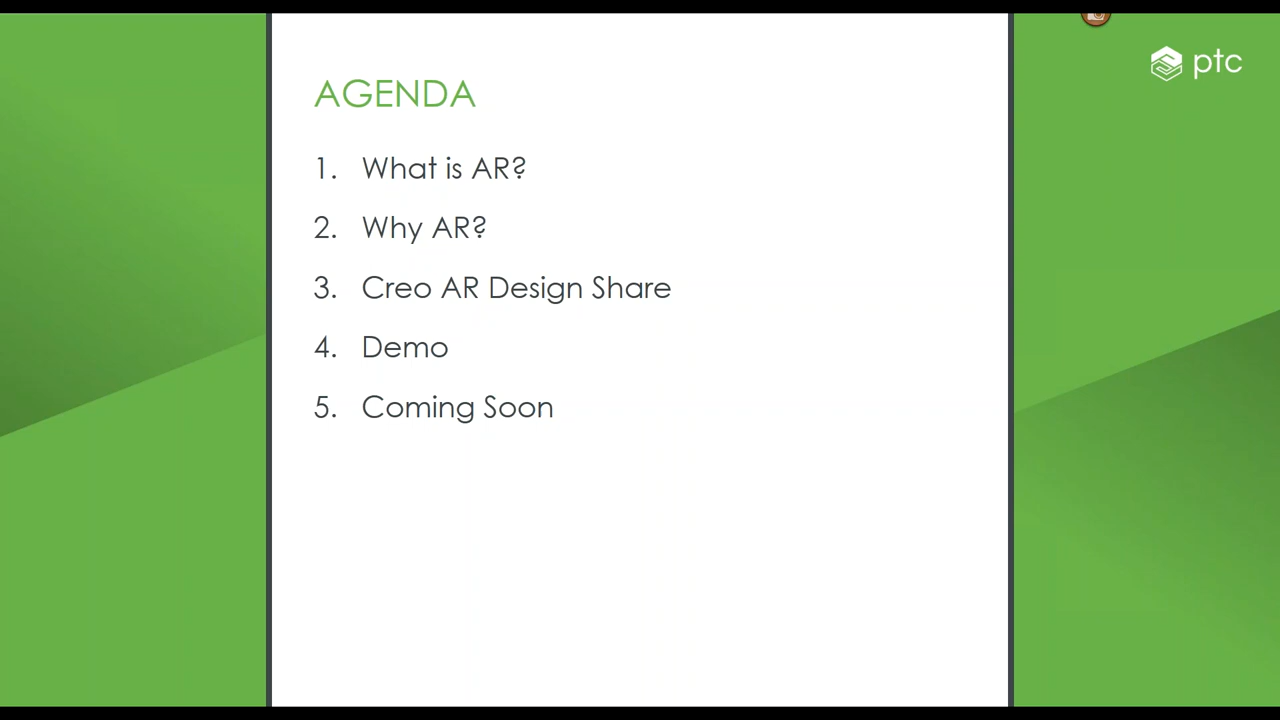 ptc
AGENDA
1. What is AR?
2. Why AR?
3. Creo AR Design Share
4. Demo
5. Coming Soon